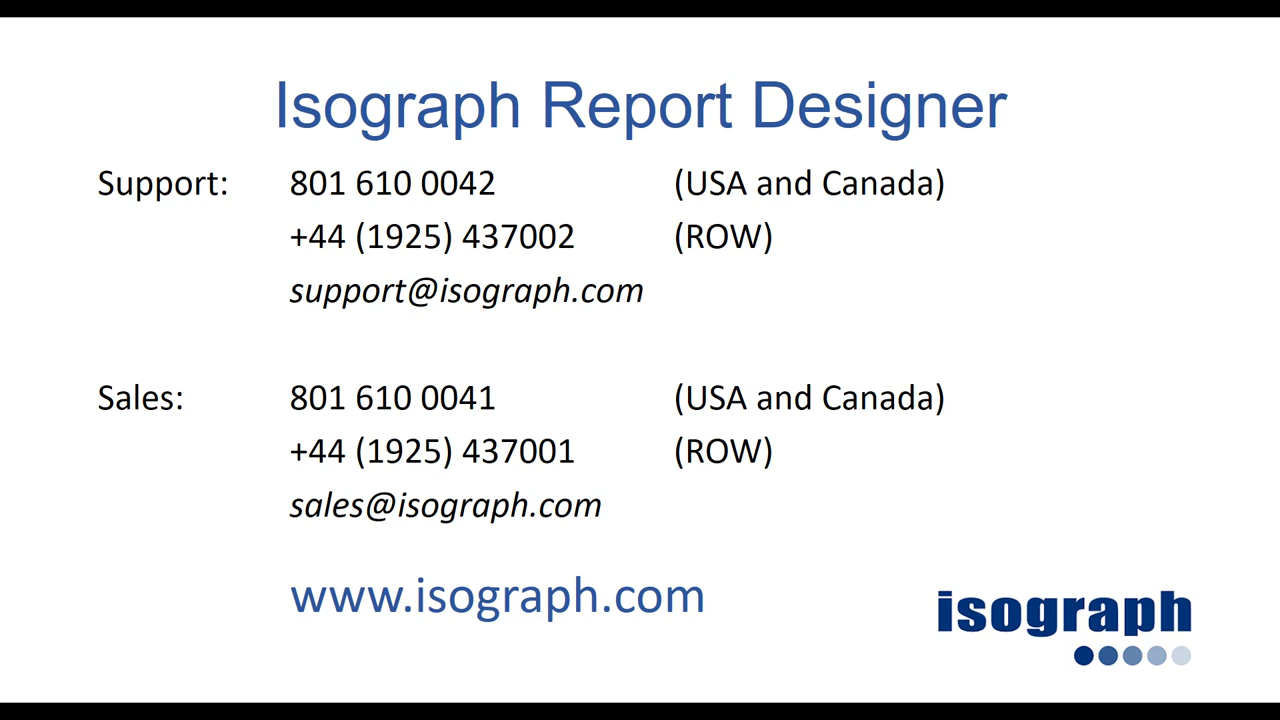 Isograph Report Designer
Support: 801 610 0042 (USA and Canada)
+44 (1925) 437002 (ROW)
support@isograph.com
Sales: 801 610 0041 (USA and Canada)
+44 (1925) 437001 (ROW)
sales@isograph.com
www.isograph.com
isograph